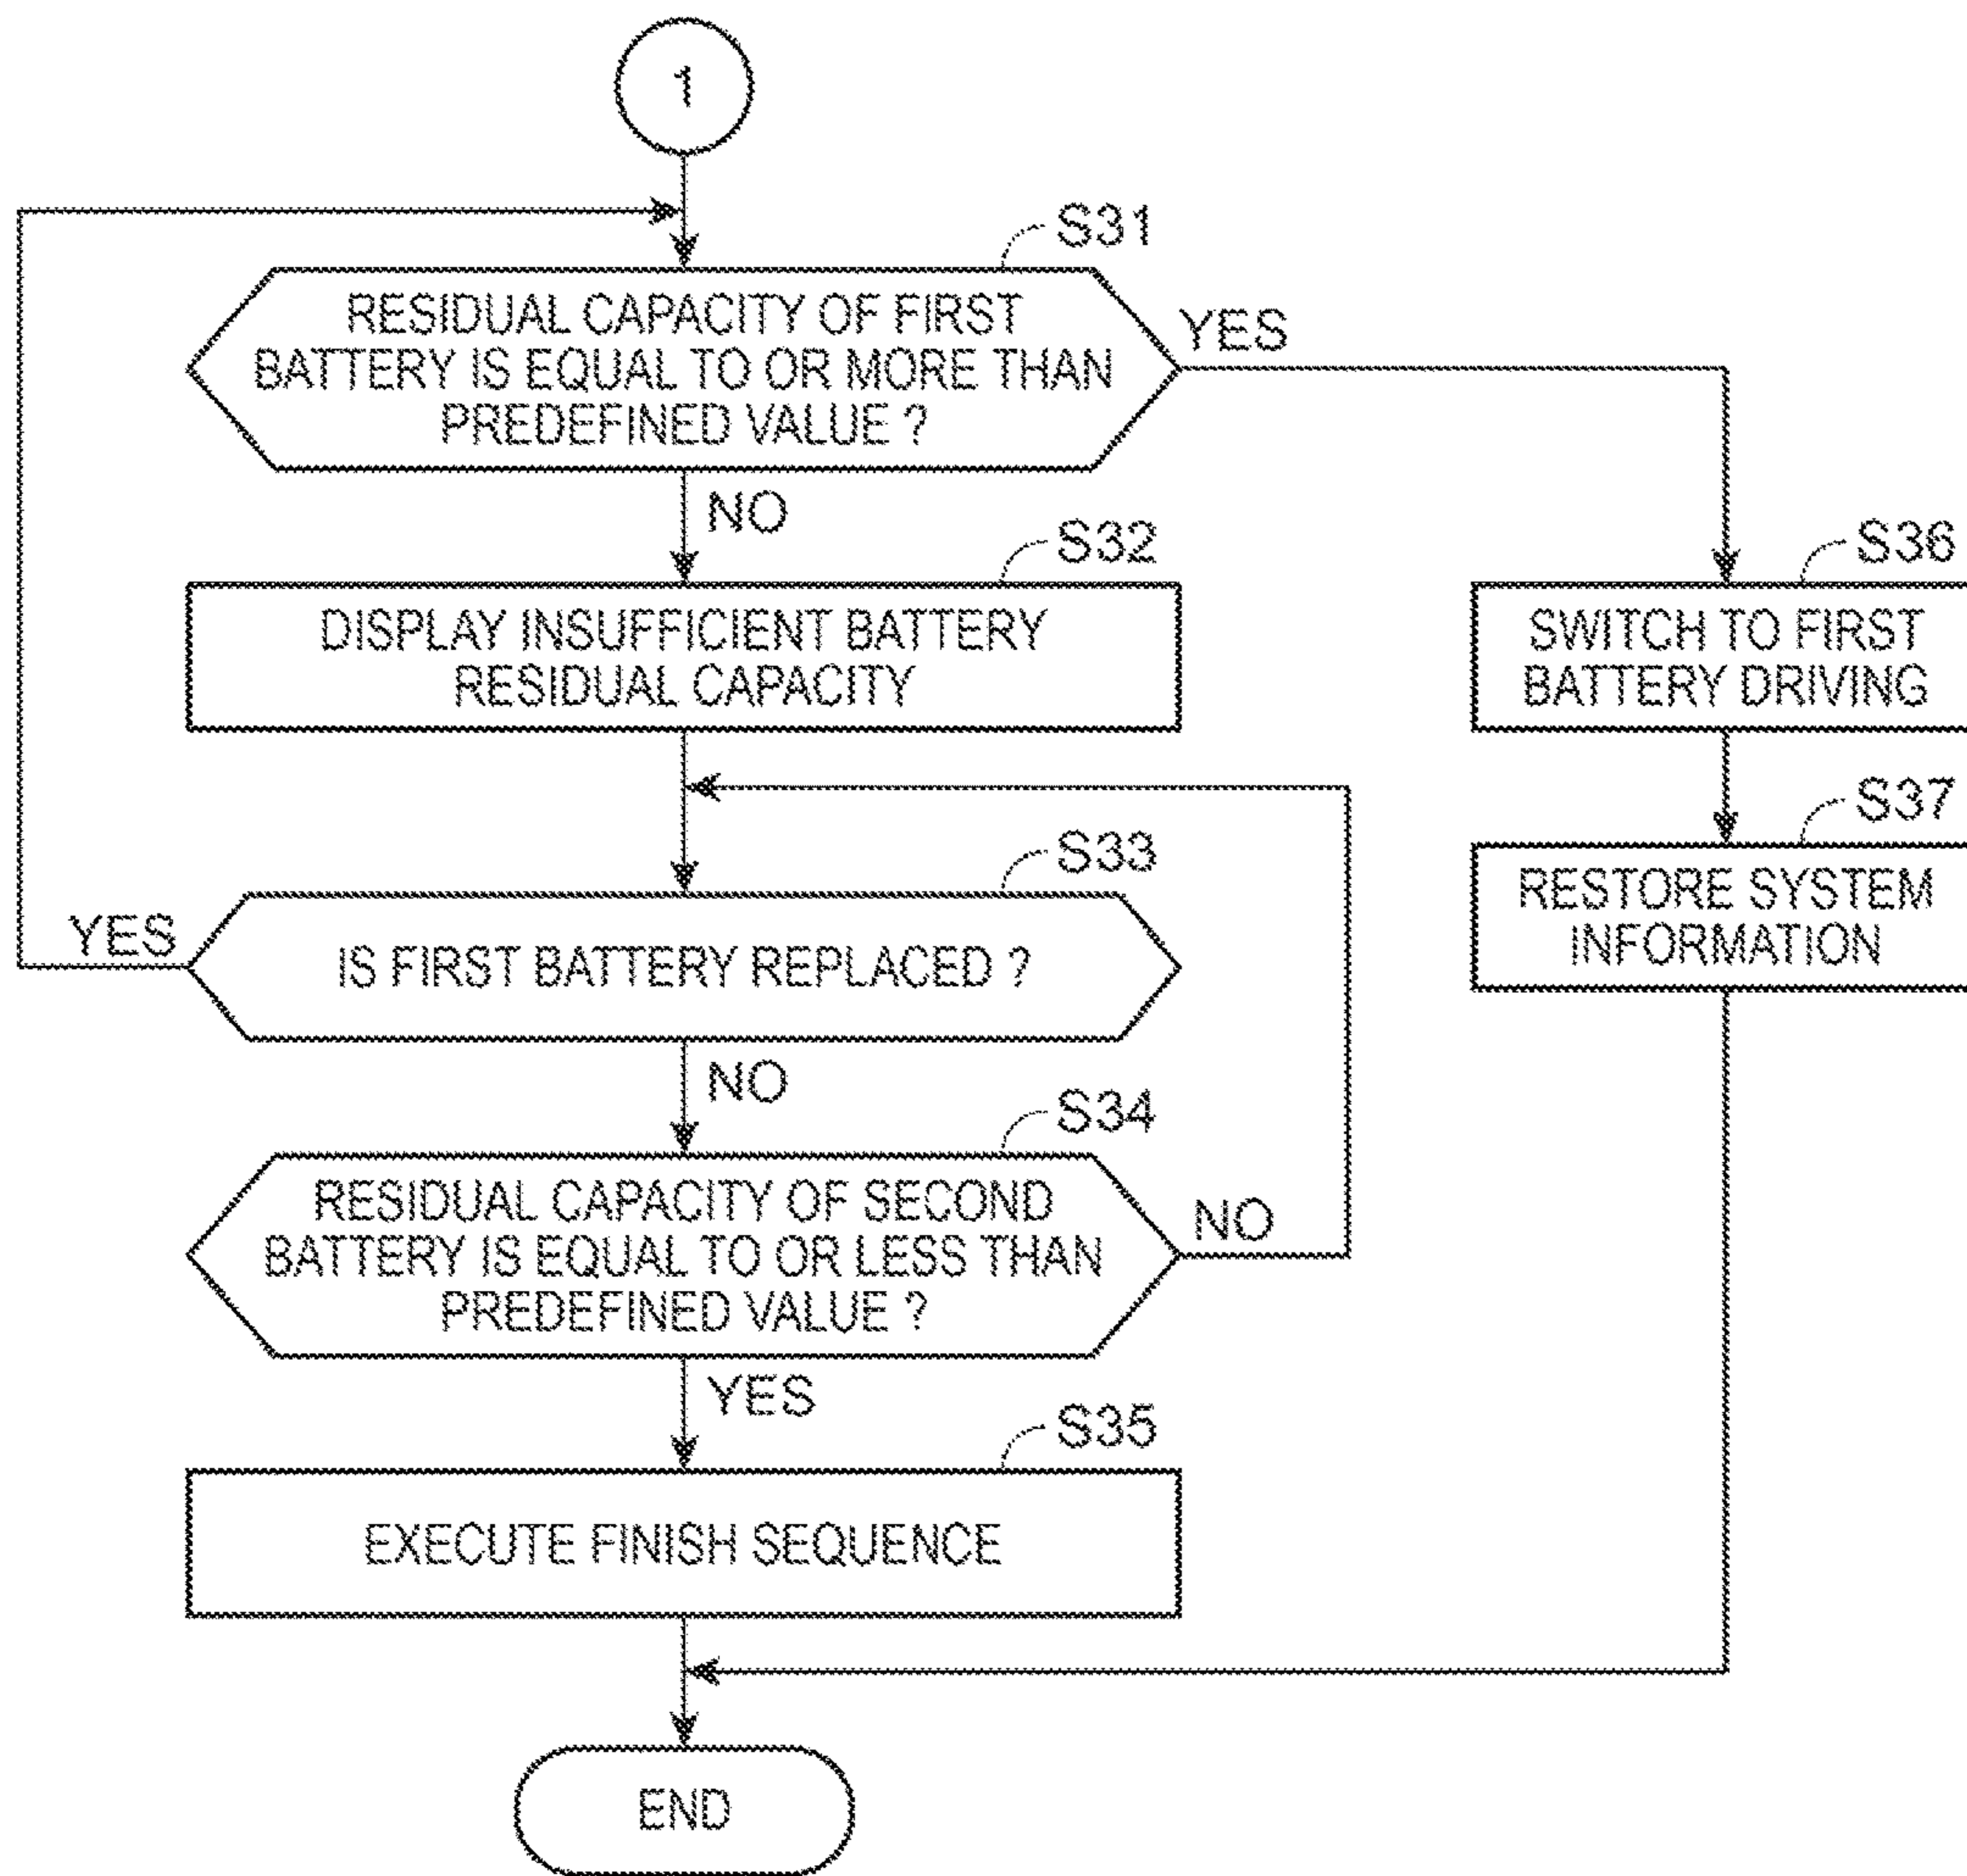 1
S31
RESIDUAL CAPACITY OF FIRST
BATTERY IS EQUAL TO OR MORE THAN
PREDEFINED VALUE ?
YES
NO
S32
DISPLAY INSUFFICIENT BATTERY
RESIDUAL CAPACITY
S36
SWITCH TO FIRST
BATTERY DRIVING
S37
RESTORE SYSTEM
INFORMATION
S33
YES
IS FIRST BATTERY REPLACED ?
NO
S34
RESIDUAL CAPACITY OF SECOND
BATTERY IS EQUAL TO OR LESS THAN
PREDEFINED VALUE ?
NO
YES
S35
EXECUTE FINISH SEQUENCE
END